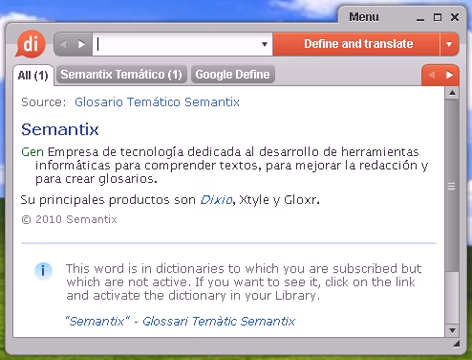 Menu
di
Define and translate
All (1) Semantix Temático (1) Google Define
Source: Glosario Temático Semantix
Semantix
Gen Empresa de tecnología dedicada al desarrollo de herramientas
informáticas para comprender textos, para mejorar la redacción y
para crear glosarios.
Su principales productos son Dixio, Xtyle y Gloxr.
© 2010 Semantix
i
This word is in dictionaries to which you are subscribed but
which are not active. If you want to see it, click on the link
and activate the dictionary in your Library.
"Semantix" - Glossari Temàtic Semantix